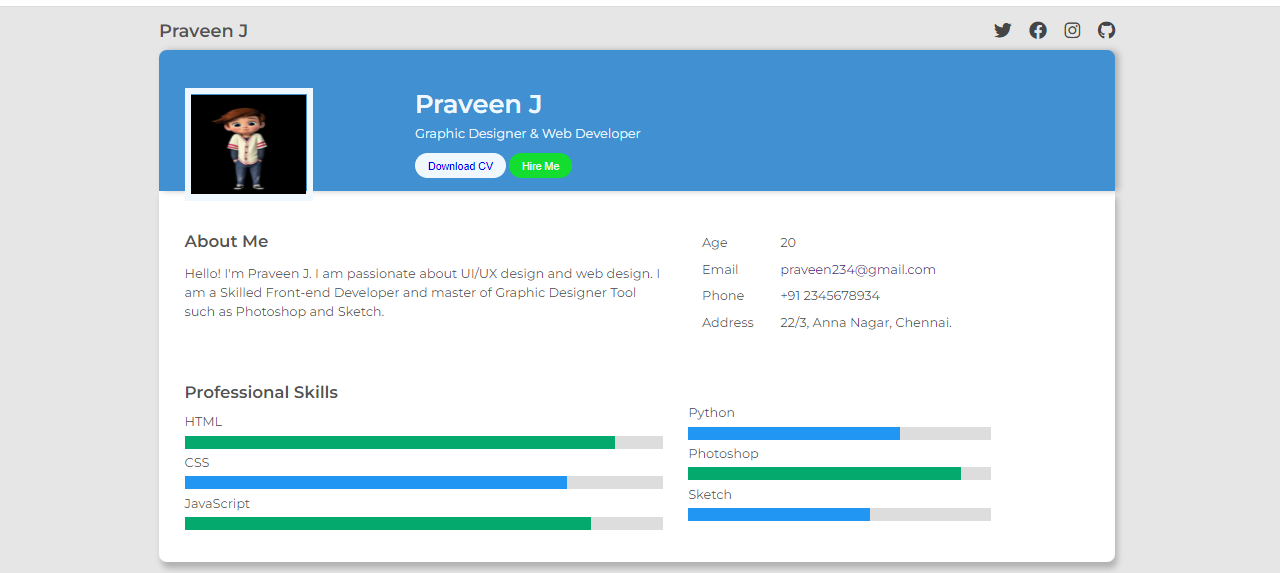 Praveen J
Praveen J
Graphic Designer & Web Developer
Download CV
Hire Me
About Me
Hello! I'm Praveen J. I am passionate about UI/UX design and web design. I
am a Skilled Front-end Developer and master of Graphic Designer Tool
such as Photoshop and Sketch.
Age 20
Email praveen234@gmail.com
Phone +91 2345678934
Address 22/3, Anna Nagar, Chennai.
Professional Skills
HTML
CSS
JavaScript
Python
Photoshop
Sketch